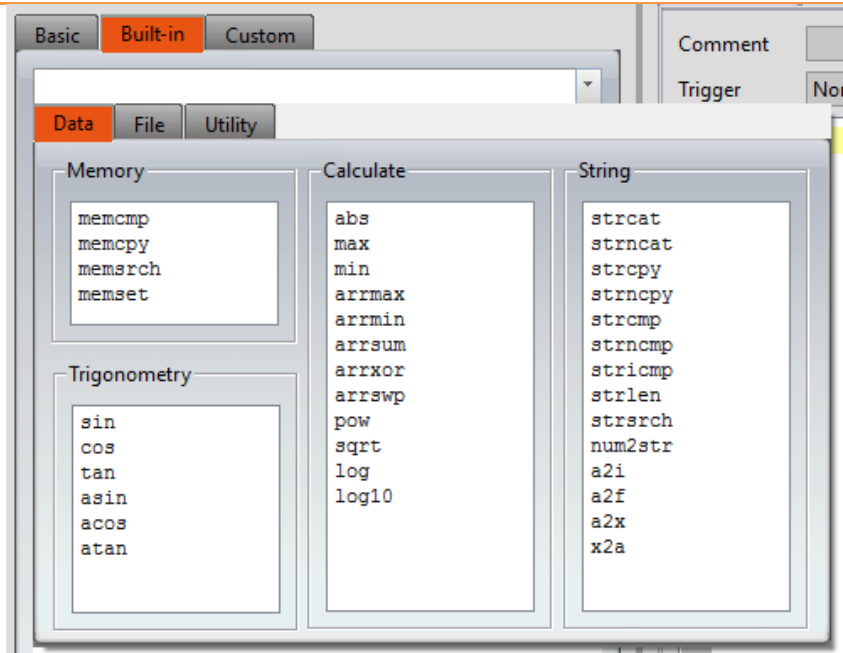 Basic Built-in Custom
Comment
Trigger
Data File Utility
Memory
memcmp
memcpy
memsrch
memset
Trigonometry
sin
cos
tan
asin
acos
atan
Calculate
abs
max
min
arrmax
arrmin
arrsum
arrxor
arrswp
pow
sqrt
log
log10
String
strcat
strncat
strcpy
strncpy
strcmp
strncmp
stricmp
strlen
strsrch
num2str
a2i
a2f
a2x
x2a